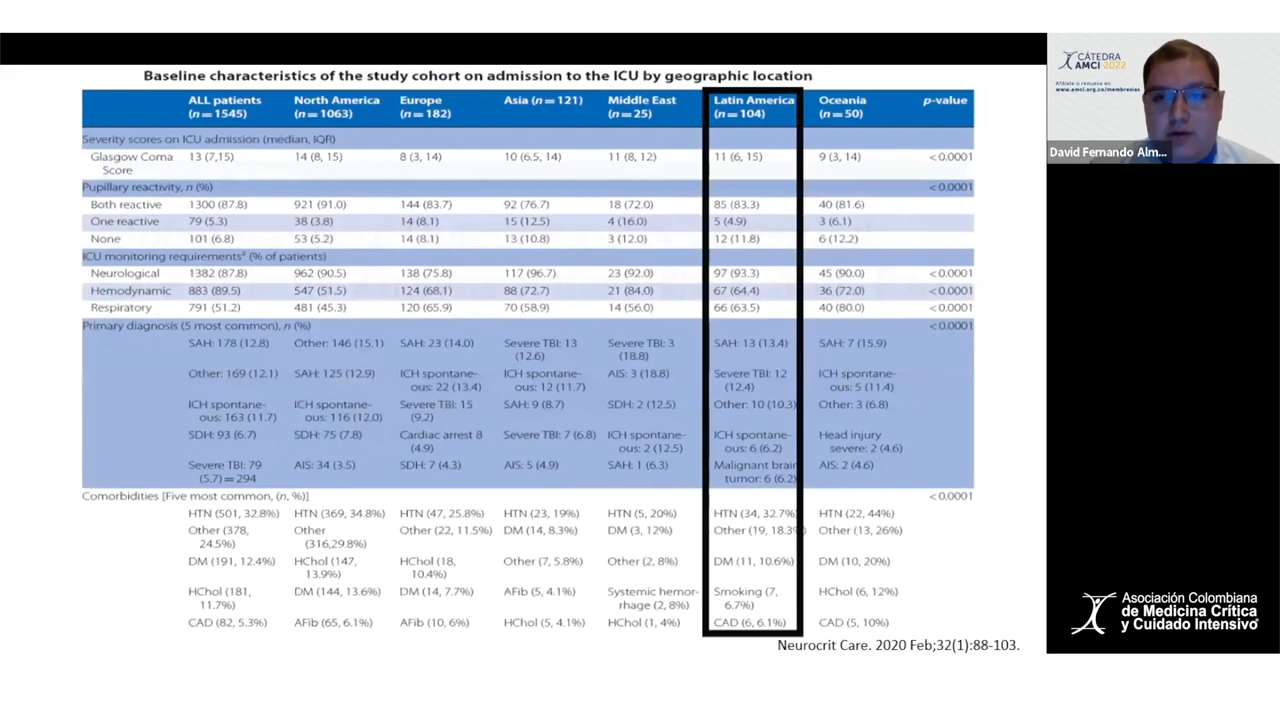 Baseline characteristics of the study cohort on admission to the ICU by geographic location
ALL patients (n = 1545) North America (n = 1063) Europe (n = 182) Asia (n = 121) Middle East (n = 25) Latin America (n = 104) Oceania (n = 50) p-value
Severity scores on ICU admission (median, IQR)
Glasgow Coma Score 13 (7,15) 14 (8, 15) 8 (3, 14) 10 (6.5, 14) 11 (8, 12) 11 (6, 15) 9 (3, 14) < 0.0001
Pupillary reactivity, n (%) < 0.0001
Both reactive 1300 (87.8) 921 (91.0) 144 (83.7) 92 (76.7) 18 (72.0) 85 (83.3) 40 (81.6)
One reactive 79 (5.3) 38 (3.8) 14 (8.1) 15 (12.5) 4 (16.0) 5 (4.9) 3 (6.1)
None 101 (6.8) 53 (5.2) 14 (8.1) 13 (10.8) 3 (12.0) 12 (11.8) 6 (12.2)
ICU monitoring requirements (% of patients)
Neurological 1382 (87.8) 962 (90.5) 138 (75.8) 117 (96.7) 23 (92.0) 97 (93.3) 45 (90.0) < 0.0001
Hemodynamic 883 (89.5) 547 (51.5) 124 (68.1) 88 (72.7) 21 (84.0) 67 (64.4) 36 (72.0) < 0.0001
Respiratory 791 (51.2) 481 (45.3) 120 (65.9) 70 (58.9) 14 (56.0) 66 (63.5) 40 (80.0) < 0.0001
Primary diagnosis (5 most common), n (%) < 0.0001
SAH: 178 (12.8) Other: 146 (15.1) SAH: 23 (14.0) Severe TBI: 13 (12.6) Severe TBI: 3 (18.8) SAH: 13 (13.4) SAH: 7 (15.9)
Other: 169 (12.1) SAH: 125 (12.9) ICH spontane-ous: 22 (13.4) ICH spontane-ous: 12 (11.7) AIS: 3 (18.8) Severe TBI: 12 (12.4) ICH spontane-ous: 5 (11.4)
ICH spontane-ous: 163 (11.7) ICH spontane-ous: 116 (12.0) Severe TBI: 15 (9.2) SAH: 9 (8.7) SDH: 2 (12.5) Other: 10 (10.3) Other: 3 (6.8)
SDH: 93 (6.7) SDH: 75 (7.8) Cardiac arrest 8 (4.9) Severe TBI: 7 (6.8) ICH spontane-ous: 2 (12.5) ICH spontane-ous: 6 (6.2) Head injury severe: 2 (4.6)
Severe TBI: 79 (5.7) = 294 AIS: 34 (3.5) SDH: 7 (4.3) AIS: 5 (4.9) SAH: 1 (6.3) Malignant brain tumor: 6 (6.2) AIS: 2 (4.6)
Comorbidities [Five most common, (n, %)] < 0.0001
HTN (501, 32.8%) HTN (369, 34.8%) HTN (47, 25.8%) HTN (23, 19%) HTN (5, 20%) HTN (34, 32.7%) HTN (22, 44%)
Other (378, 24.5%) Other (316,29.8%) Other (22, 11.5%) DM (14, 8.3%) DM (3, 12%) Other (19, 18.3%) Other (13, 26%)
DM (191, 12.4%) HChol (147, 13.9%) HChol (18, 10.4%) Other (7, 5.8%) Other (2, 8%) DM (11, 10.6%) DM (10, 20%)
HChol (181, 11.7%) DM (144, 13.6%) DM (14, 7.7%) AFib (5, 4.1%) Systemic hemor-rhage (2, 8%) Smoking (7, 6.7%) HChol (6, 12%)
CAD (82, 5.3%) AFib (65, 6.1%) AFib (10, 6%) HChol (5, 4.1%) HChol (1, 4%) CAD (6, 6.1%) CAD (5, 10%)
Neurocrit Care. 2020 Feb;32(1):88-103.
CÁTEDRA
AMCI·2022
Afíliate o renueva en
www.amci.org.co/membresias
David Fernando Alm...
Asociación Colombiana
de Medicina Crítica
y Cuidado Intensivo